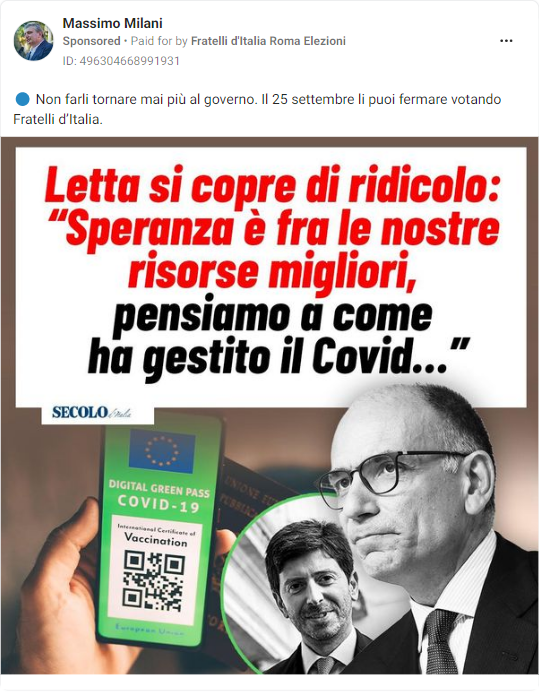 Massimo Milani
Sponsored • Paid for by Fratelli d'Italia Roma Elezioni
ID: 496304668991931
Non farli tornare mai più al governo. Il 25 settembre li puoi fermare votando
Fratelli d'Italia.
Letta si copre di ridicolo:
“Speranza è fra le nostre
risorse migliori,
pensiamo a come
ha gestito il Covid...”
SECOLO d'Italia
DIGITAL GREEN PASS
COVID-19
International Certificate of
Vaccination
European Union